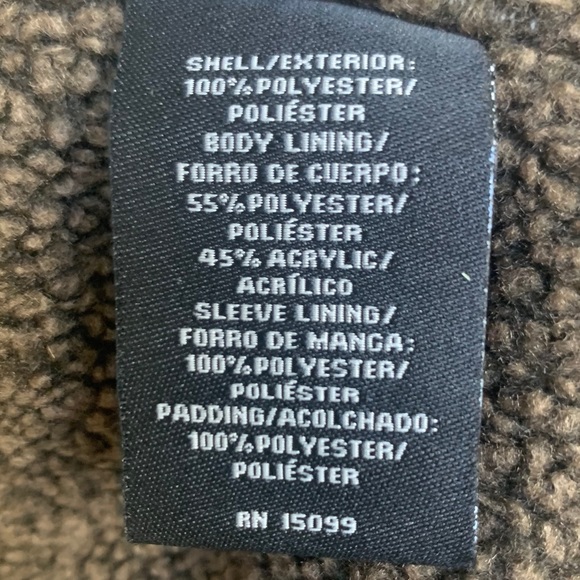 SHELL/EXTERIOR:
100%POLYESTER/
POLIÉSTER
BODY LINING/
FORRO DE CUERPO:
55%POLYESTER/
POLIÉSTER
45% ACRYLIC/
ACRÍLICO
SLEEVE LINING/
FORRO DE MANGA:
100%POLYESTER/
POLIÉSTER
PADDING/ACOLCHADO:
100%POLYESTER/
POLIÉSTER
RN 15099